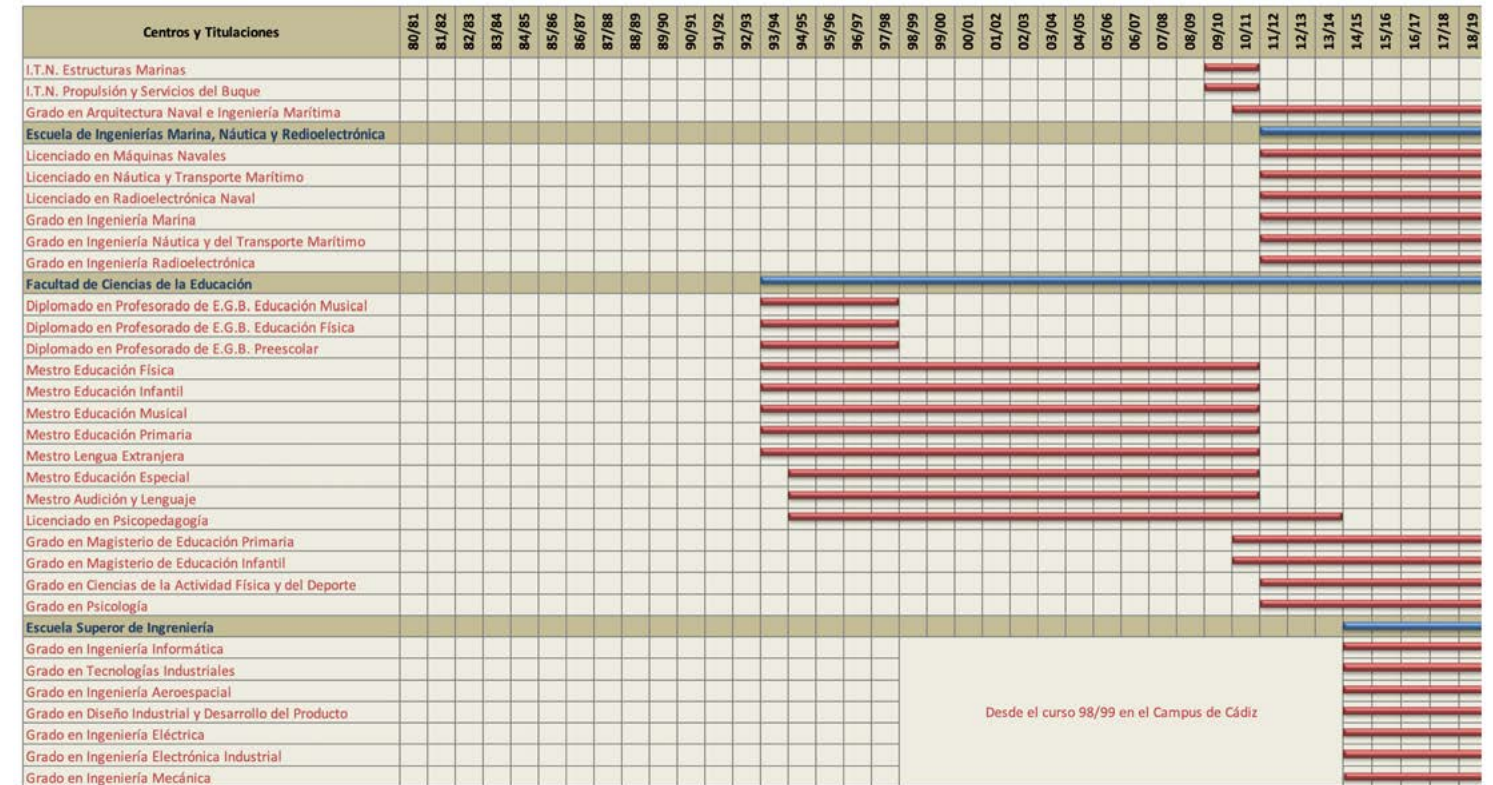 Centros y Titulaciones 80/81 81/82 82/83 83/84 84/85 85/86 86/87 87/88 88/89 89/90 90/91 91/92 92/93 93/94 94/95 95/96 96/97 97/98 98/99 99/00 00/01 01/02 02/03 03/04 04/05 05/06 06/07 07/08 08/09 09/10 10/11 11/12 12/13 13/14 14/15 15/16 16/17 17/18 18/19
I.T.N. Estructuras Marinas
I.T.N. Propulsión y Servicios del Buque
Grado en Arquitectura Naval e Ingeniería Marítima
Escuela de Ingenierías Marina, Náutica y Redioelectrónica
Licenciado en Máquinas Navales
Licenciado en Náutica y Transporte Marítimo
Licenciado en Radioelectrónica Naval
Grado en Ingeniería Marina
Grado en Ingeniería Náutica y del Transporte Marítimo
Grado en Ingeniería Radioelectrónica
Facultad de Ciencias de la Educación
Diplomado en Profesorado de E.G.B. Educación Musical
Diplomado en Profesorado de E.G.B. Educación Física
Diplomado en Profesorado de E.G.B. Preescolar
Mestro Educación Física
Mestro Educación Infantil
Mestro Educación Musical
Mestro Educación Primaria
Mestro Lengua Extranjera
Mestro Educación Especial
Mestro Audición y Lenguaje
Licenciado en Psicopedagogía
Grado en Magisterio de Educación Primaria
Grado en Magisterio de Educación Infantil
Grado en Ciencias de la Actividad Física y del Deporte
Grado en Psicología
Escuela Superor de Ingreniería
Grado en Ingeniería Informática
Grado en Tecnologías Industriales
Grado en Ingeniería Aeroespacial
Grado en Diseño Industrial y Desarrollo del Producto
Desde el curso 98/99 en el Campus de Cádiz
Grado en Ingeniería Eléctrica
Grado en Ingeniería Electrónica Industrial
Grado en Ingeniería Mecánica